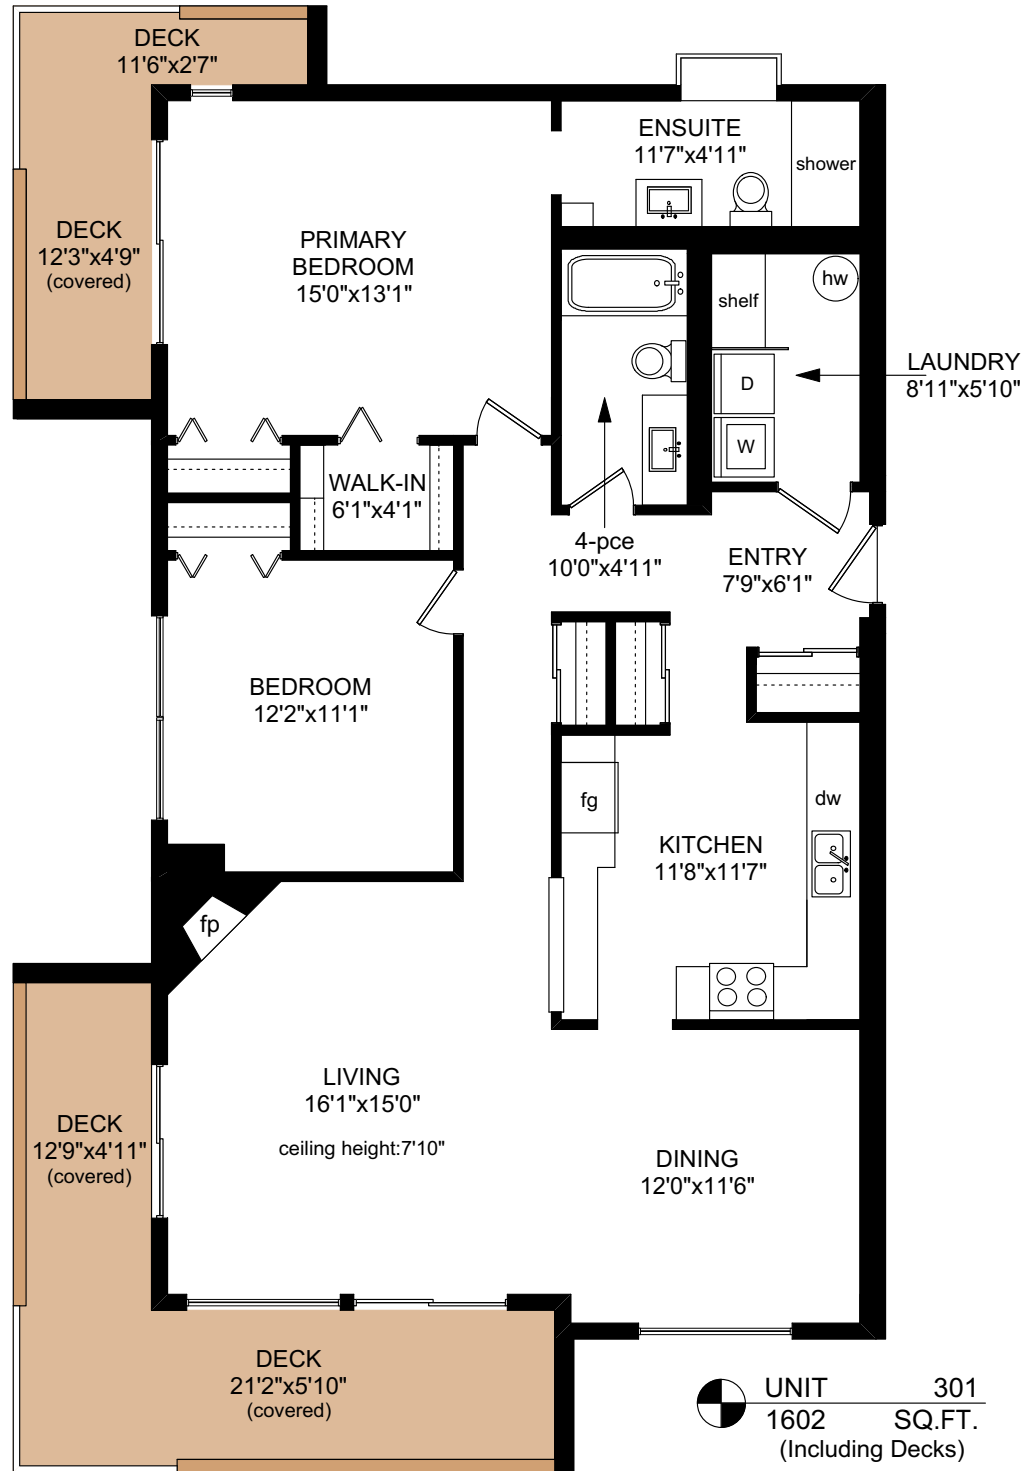 DECK
11'6"x2'7"
ENSUITE
11'7"x4'11"
shower
DECK
12'3"x4'9"
(covered)
PRIMARY
BEDROOM
15'0"x13'1"
hw
shelf
LAUNDRY
8'11"x5'10"
D
W
WALK-IN
6'1"x4'1"
4-pce
10'0"x4'11"
ENTRY
7'9"x6'1"
BEDROOM
12'2"x11'1"
fg
dw
KITCHEN
11'8"x11'7"
fp
LIVING
16'1"x15'0"
ceiling height:7'10"
DECK
12'9"x4'11"
(covered)
DINING
12'0"x11'6"
DECK
21'2"x5'10"
(covered)
UNIT 301
1602 SQ.FT.
(Including Decks)